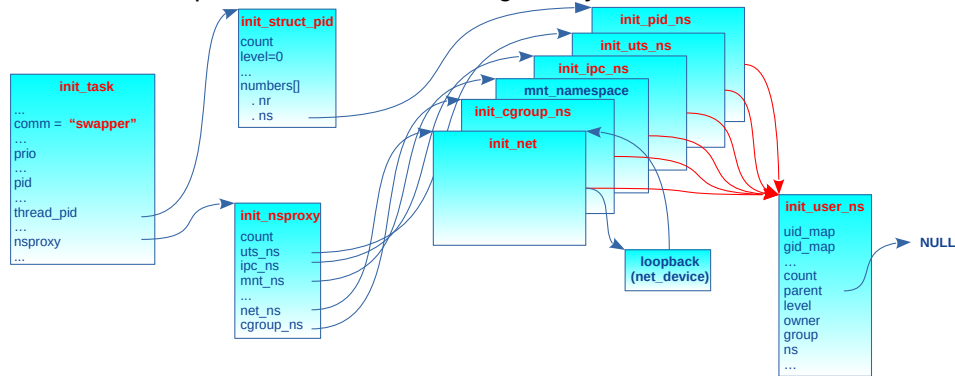 init_task
...
comm = “swapper”
...
prio
...
pid
...
thread_pid
...
nsproxy
...
init_struct_pid
count
level=0
...
numbers[]
. nr
. ns
init_nsproxy
count
uts_ns
ipc_ns
mnt_ns
...
net_ns
cgroup_ns
init_pid_ns
init_uts_ns
init_ipc_ns
mnt_namespace
init_cgroup_ns
init_net
loopback
(net_device)
init_user_ns
uid_map
gid_map
...
count
parent
level
owner
group
ns
...
NULL